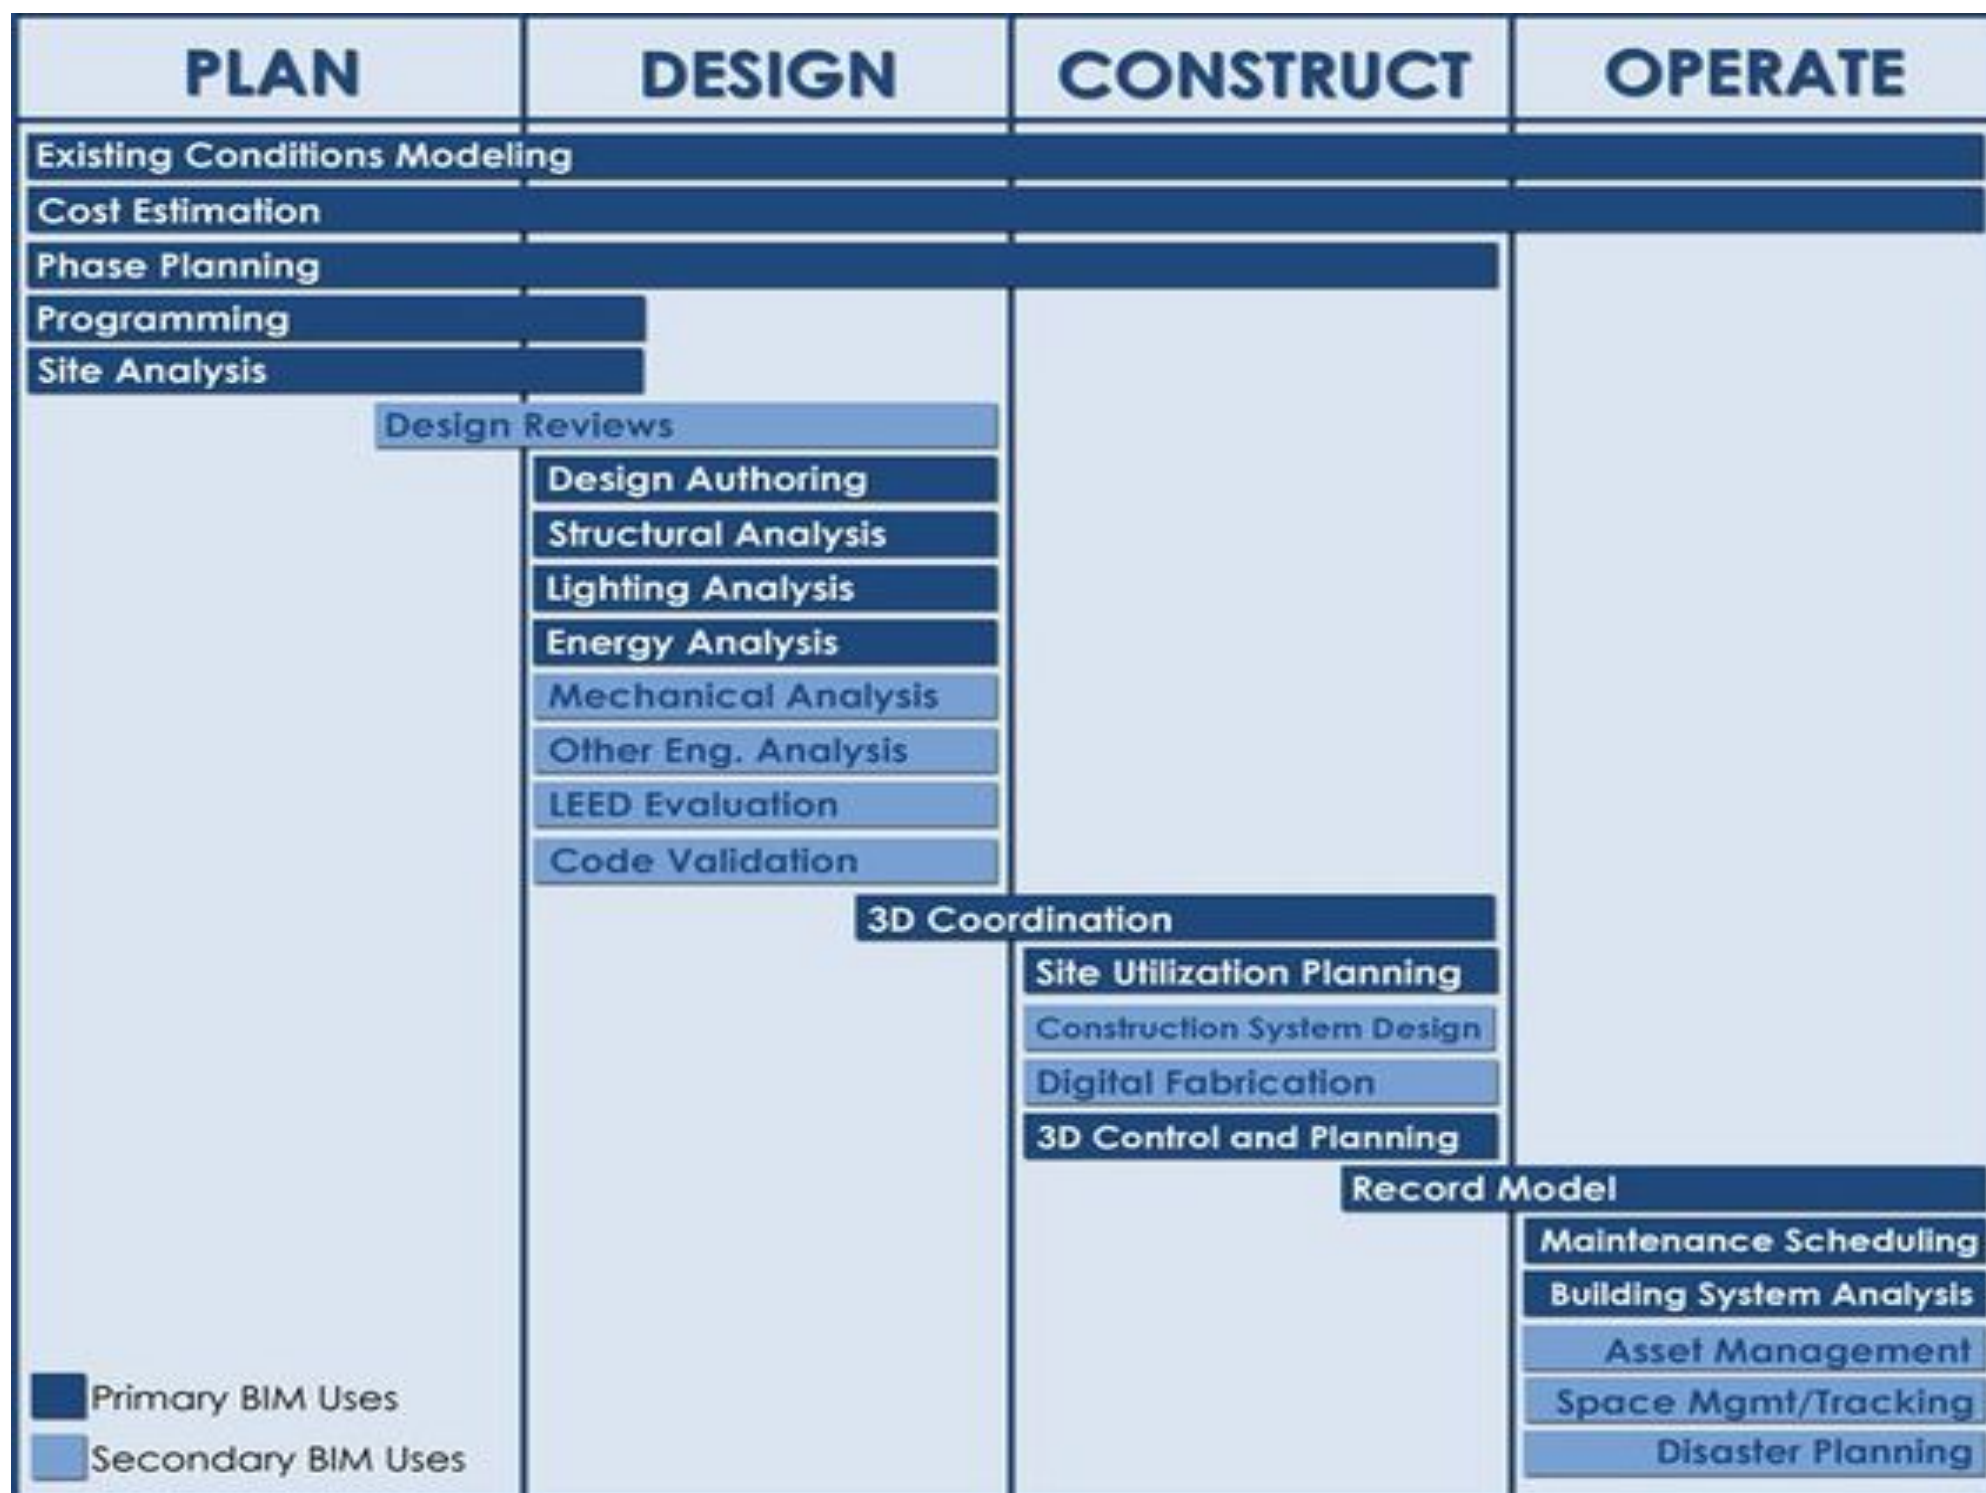 PLAN
DESIGN
CONSTRUCT
OPERATE
Existing Conditions Modeling
Cost Estimation
Phase Planning
Programming
Site Analysis
Design Reviews
Design Authoring
Structural Analysis
Lighting Analysis
Energy Analysis
Mechanical Analysis
Other Eng. Analysis
LEED Evaluation
Code Validation
3D Coordination
Site Utilization Planning
Construction System Design
Digital Fabrication
3D Control and Planning
Record Model
Maintenance Scheduling
Building System Analysis
Asset Management
Space Mgmt/Tracking
Disaster Planning
Primary BIM Uses
Secondary BIM Uses